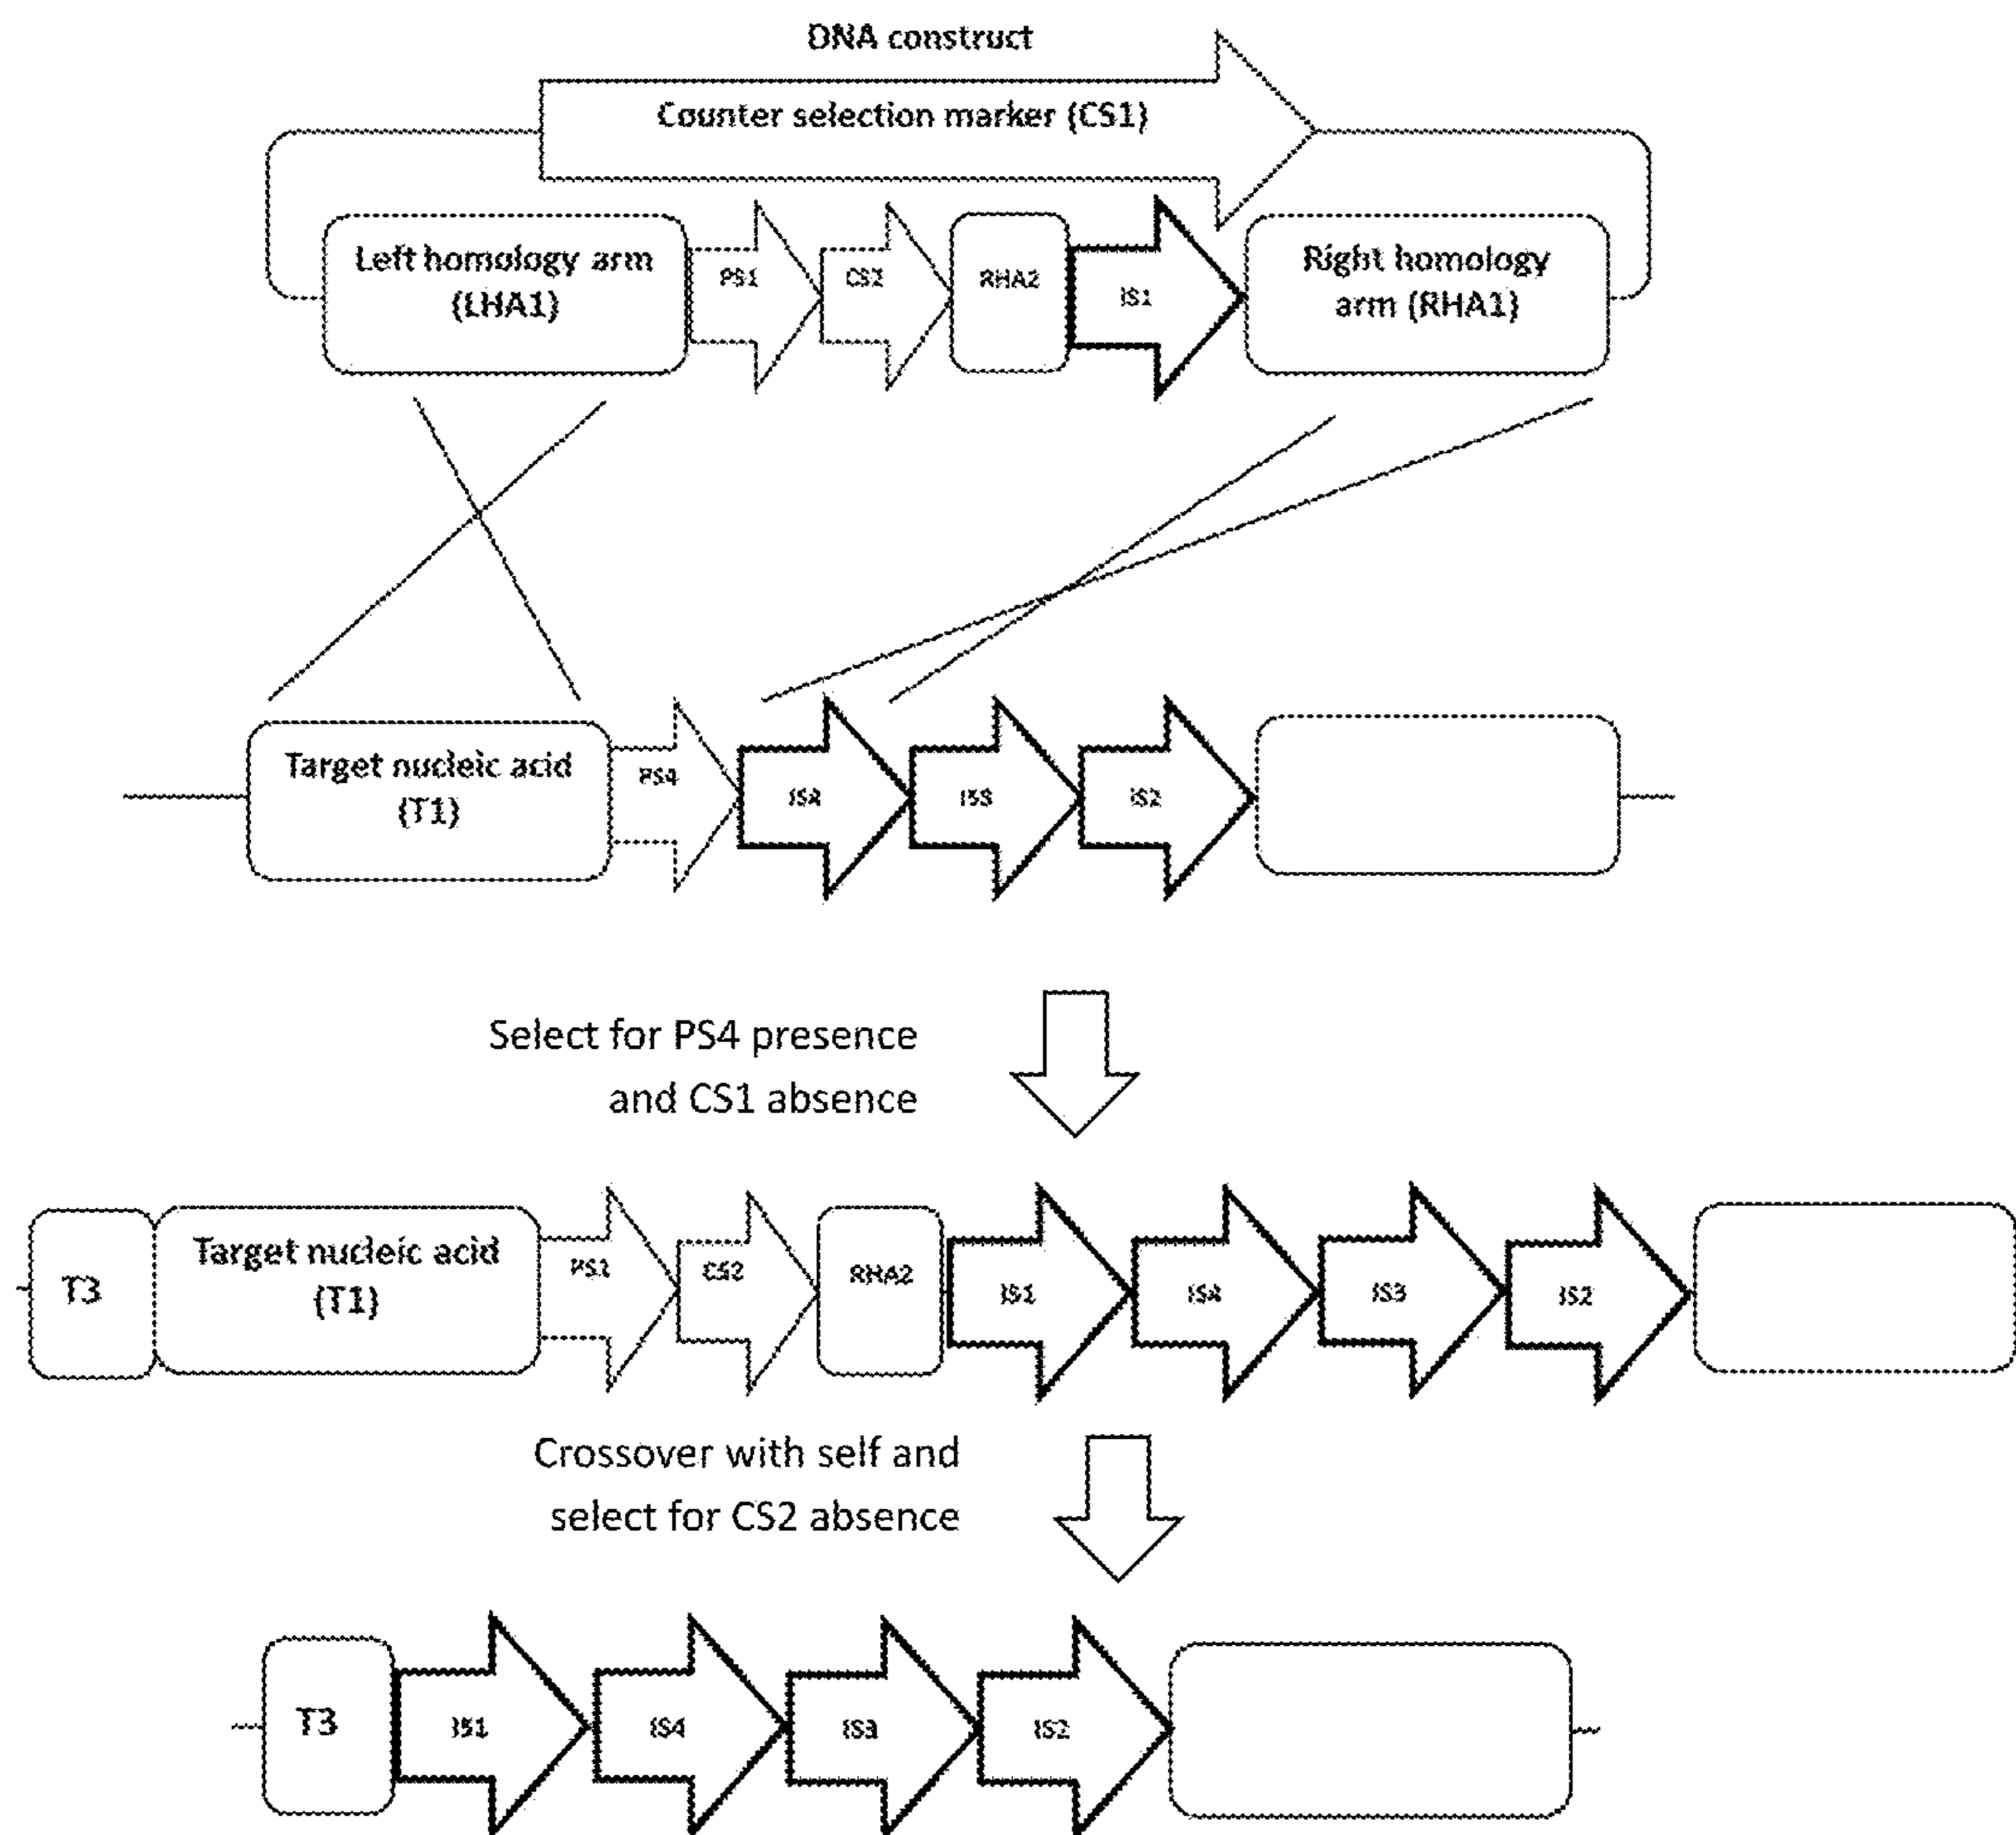 DNA construct
Counter selection marker (CS1)
Left homology arm
(LHA1)
PS1
CS2
RHA2
IS1
Right homology
arm (RHA1)
Target nucleic acid
(T1)
PS4
IS4
IS3
IS2
Select for PS4 presence
and CS1 absence
T3
Target nucleic acid
(T1)
PS1
CS2
RHA2
IS1
IS4
IS3
IS2
Crossover with self and
select for CS2 absence
T3
IS1
IS4
IS3
IS2